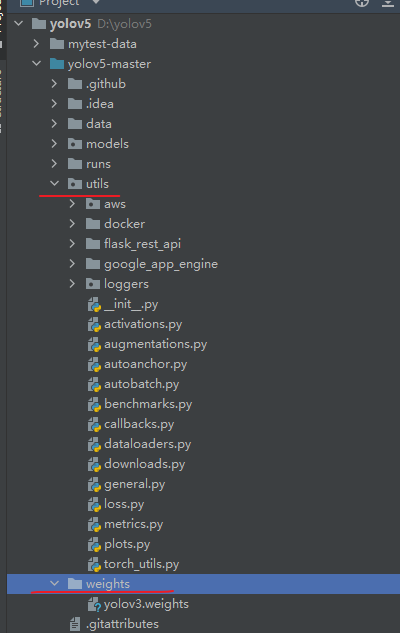 Project
yolov5 D:\yolov5
mytest-data
yolov5-master
.github
.idea
data
models
runs
utils
aws
docker
flask_rest_api
google_app_engine
loggers
__init__.py
activations.py
augmentations.py
autoanchor.py
autobatch.py
benchmarks.py
callbacks.py
dataloaders.py
downloads.py
general.py
loss.py
metrics.py
plots.py
torch_utils.py
weights
yolov3.weights
.gitattributes